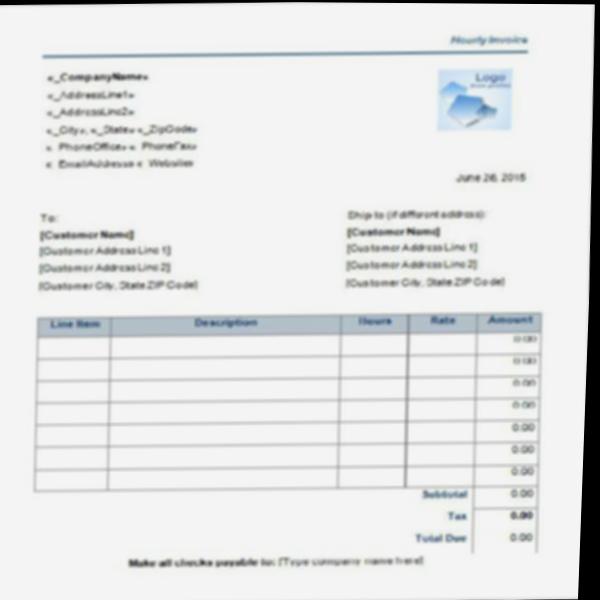 Hourly Invoice
«_CompanyName»
Logo
«_AddressLine1»
«_AddressLine2»
«_City», «_State» «_ZipCode»
« PhoneOffice» « PhoneFax»
« EmailAddress» « Website»
June 26, 2015
To:
Ship to (if different address):
[Customer Name]
[Customer Name]
[Customer Address Line 1]
[Customer Address Line 1]
[Customer Address Line 2]
[Customer Address Line 2]
[Customer City, State ZIP Code]
[Customer City, State ZIP Code]
Line Item Description Hours Rate Amount
0.00
0.00
0.00
0.00
0.00
0.00
0.00
Subtotal 0.00
Tax 0.00
Total Due 0.00
Make all checks payable to: [Type company name here]